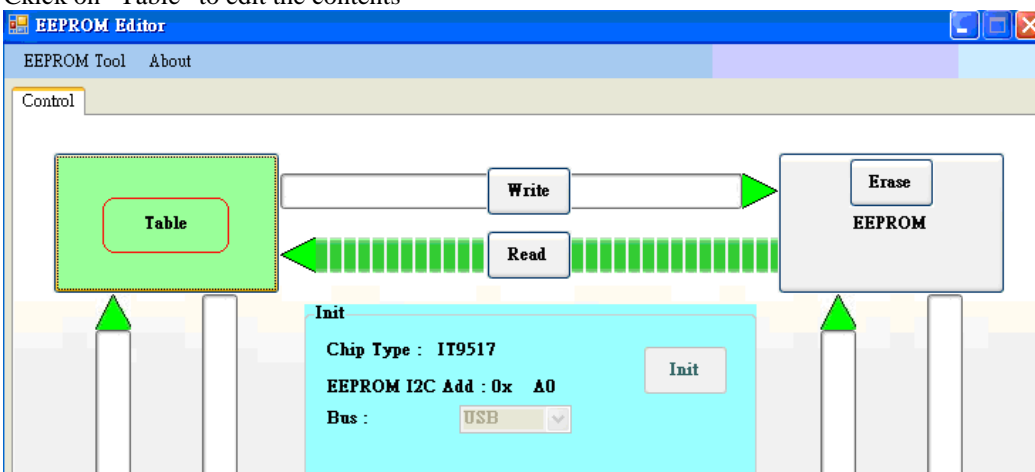 Ckick on "Table" to edit the contents
EEPROM Editor
EEPROM Tool About
Control
Table
Write
Read
Erase
EEPROM
Init
Chip Type : IT9517
EEPROM I2C Add : 0x A0
Bus : USB
Init